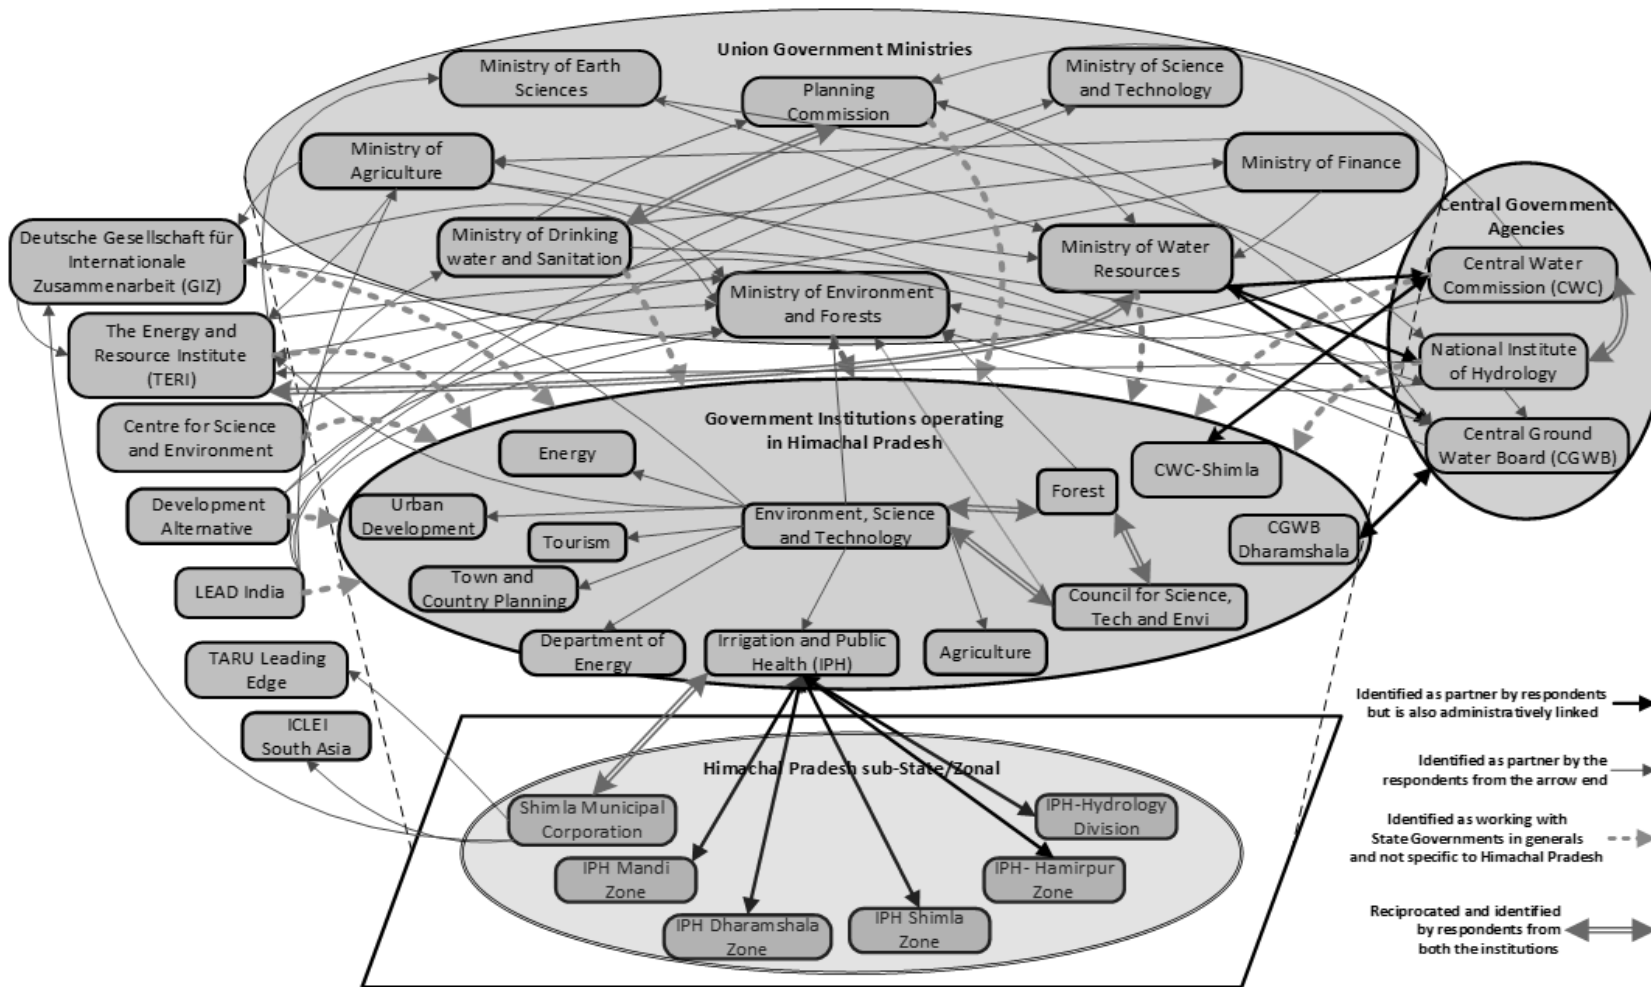 Union Government Ministries
Ministry of Earth
Sciences
Planning
Commission
Ministry of Science
and Technology
Ministry of
Agriculture
Ministry of Finance
Ministry of Drinking
water and Sanitation
Ministry of Water
Resources
Ministry of Environment
and Forests
Central Government
Agencies
Central Water
Commission (CWC)
National Institute
of Hydrology
Central Ground
Water Board (CGWB)
Deutsche Gesellschaft für
Internationale
Zusammenarbeit (GIZ)
The Energy and
Resource Institute
(TERI)
Centre for Science
and Environment
Development
Alternative
LEAD India
TARU Leading
Edge
ICLEI
South Asia
Government Institutions operating
in Himachal Pradesh
Energy
Urban
Development
Tourism
Town and
Country Planning
Department of
Energy
Environment, Science
and Technology
Irrigation and Public
Health (IPH)
Agriculture
Forest
Council for Science,
Tech and Envi
CWC-Shimla
CGWB
Dharamshala
Himachal Pradesh sub-State/Zonal
Shimla Municipal
Corporation
IPH Mandi
Zone
IPH Dharamshala
Zone
IPH Shimla
Zone
IPH- Hamirpur
Zone
IPH-Hydrology
Division
Identified as partner by respondents
but is also administratively linked
Identified as partner by the
respondents from the arrow end
Identified as working with
State Governments in generals
and not specific to Himachal Pradesh
Reciprocated and identified
by respondents from
both the institutions